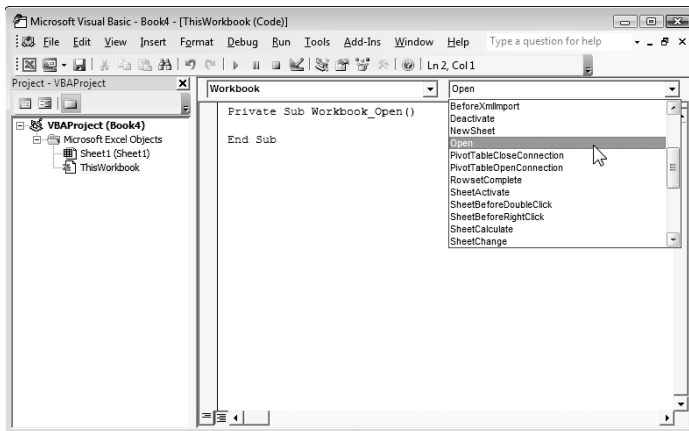 Microsoft Visual Basic - Book4 - [ThisWorkbook (Code)]
File Edit View Insert Format Debug Run Tools Add-Ins Window Help Type a question for help
Ln 2, Col 1
Project - VBAProject
VBAProject (Book4)
Microsoft Excel Objects
Sheet1 (Sheet1)
ThisWorkbook
Workbook
Open
Private Sub Workbook_Open()
End Sub
BeforeXmlImport
Deactivate
NewSheet
Open
PivotTableCloseConnection
PivotTableOpenConnection
RowsetComplete
SheetActivate
SheetBeforeDoubleClick
SheetBeforeRightClick
SheetCalculate
SheetChange